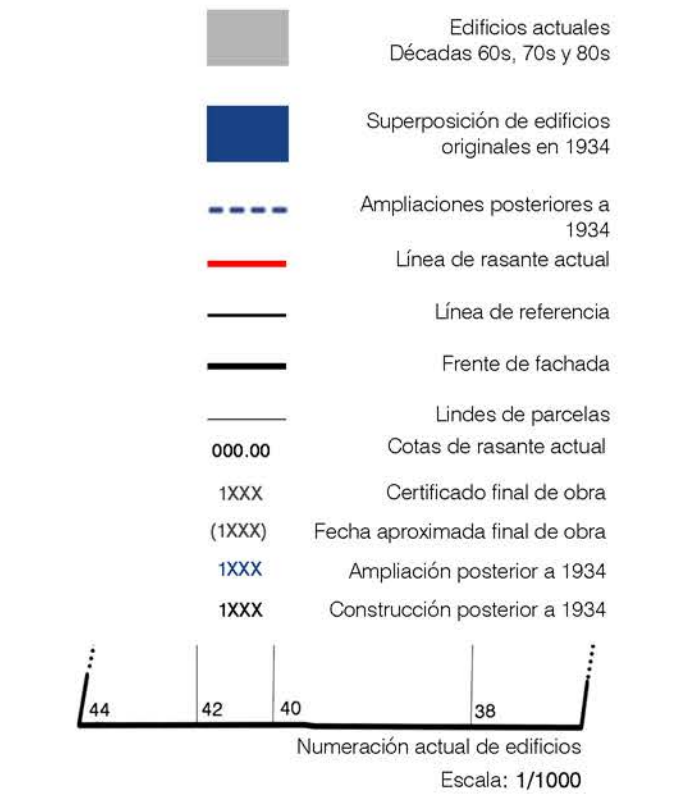 Edificios actuales
Décadas 60s, 70s y 80s
Superposición de edificios
originales en 1934
Ampliaciones posteriores a
1934
Línea de rasante actual
Línea de referencia
Frente de fachada
Lindes de parcelas
000.00 Cotas de rasante actual
1XXX Certificado final de obra
(1XXX) Fecha aproximada final de obra
1XXX Ampliación posterior a 1934
1XXX Construcción posterior a 1934
44 42 40 38
Numeración actual de edificios
Escala: 1/1000